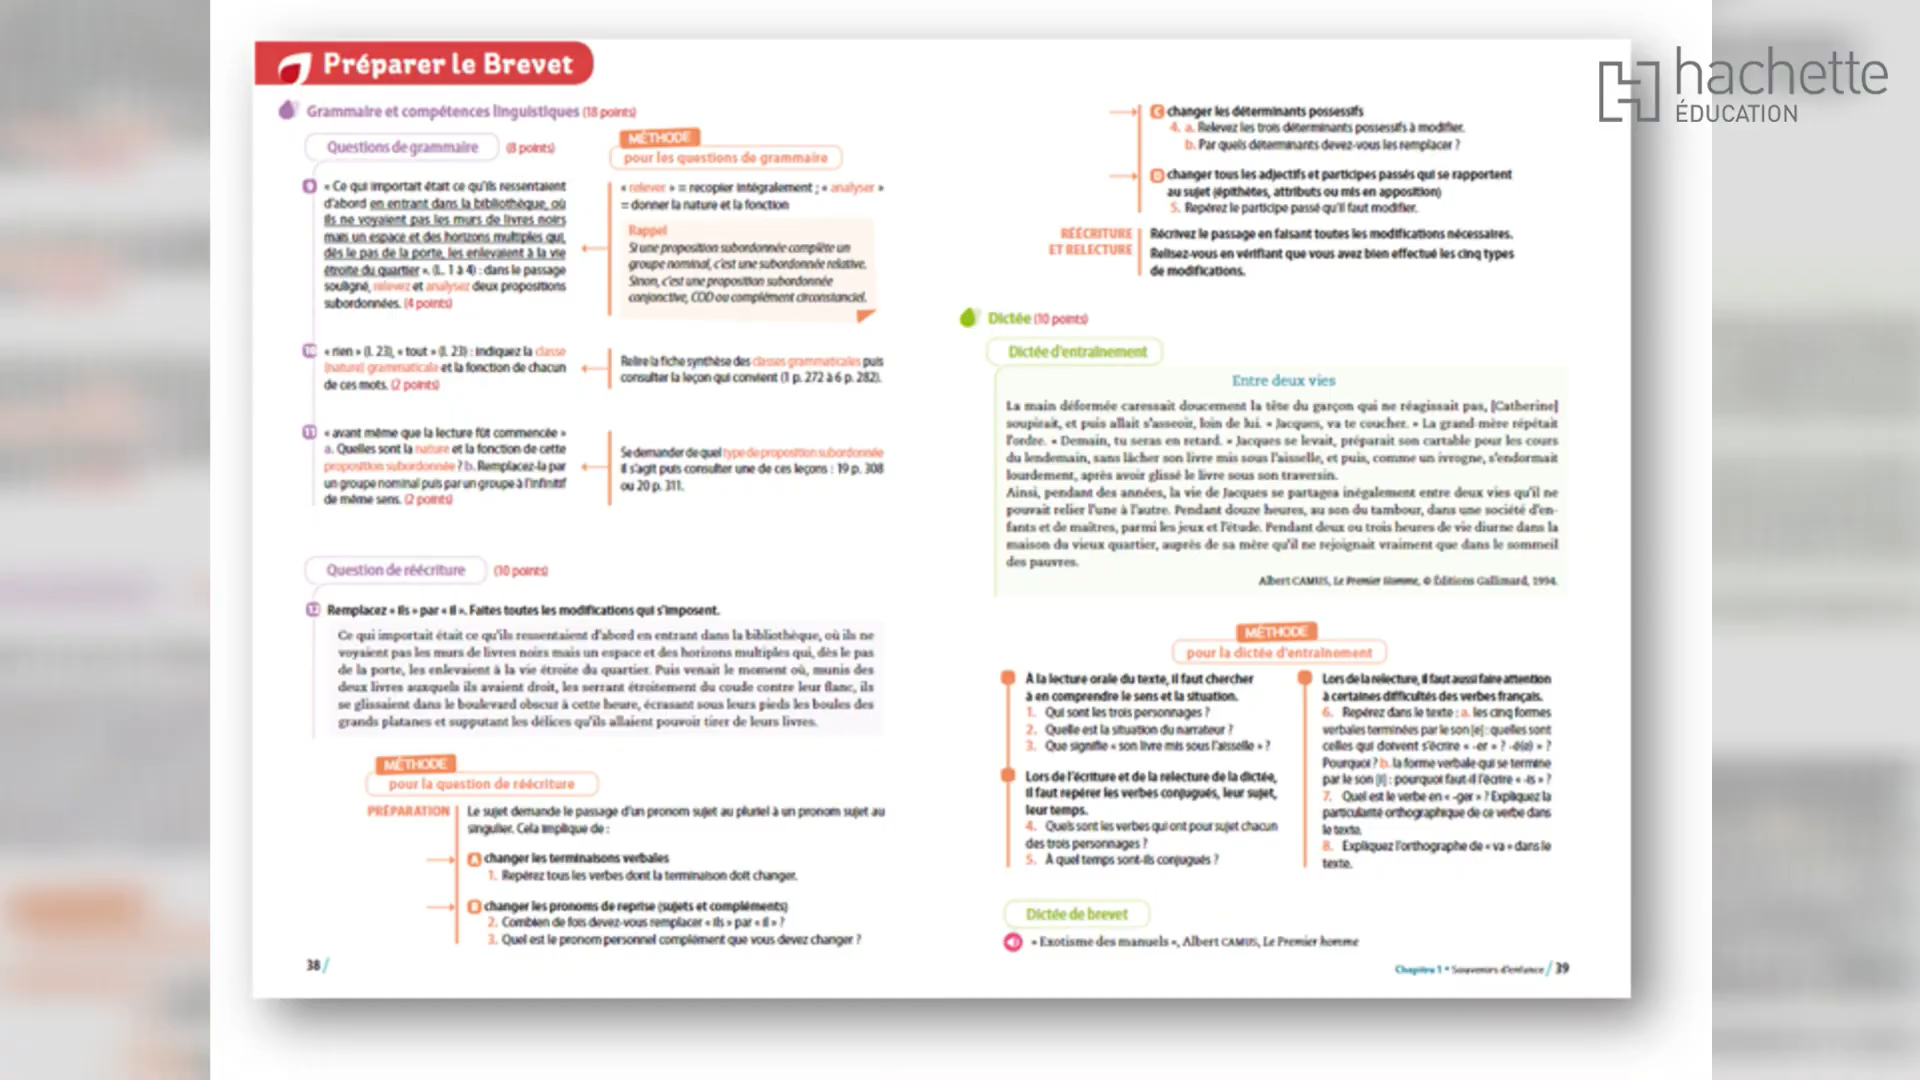 Préparer le Brevet
hachette
ÉDUCATION
Grammaire et compétences linguistiques (18 points)
Questions de grammaire (8 points)
9 « Ce qui importait était ce qu'ils ressentaient
d'abord en entrant dans la bibliothèque, où
ils ne voyaient pas les murs de livres noirs
mais un espace et des horizons multiples qui,
dès le pas de la porte, les enlevaient à la vie
étroite du quartier ». (L. 1 à 4) : dans le passage
souligné, relevez et analysez deux propositions
subordonnées. (4 points)
MÉTHODE
pour les questions de grammaire
« relever » = recopier intégralement ; « analyser »
= donner la nature et la fonction
Rappel
Si une proposition subordonnée complète un
groupe nominal, c'est une subordonnée relative.
Sinon, c'est une proposition subordonnée
conjonctive, COD ou complément circonstanciel.
10 « rien » (l. 23), « tout » (l. 23) : indiquez la classe
(nature) grammaticale et la fonction de chacun
de ces mots. (2 points)
Relire la fiche synthèse des classes grammaticales puis
consulter la leçon qui convient (1 p. 272 à 6 p. 282).
11 « avant même que la lecture fût commencée »
a. Quelles sont la nature et la fonction de cette
proposition subordonnée ? b. Remplacez-la par
un groupe nominal puis par un groupe à l'infinitif
de même sens. (2 points)
Se demander de quel type de proposition subordonnée
il s'agit puis consulter une de ces leçons : 19 p. 308
ou 20 p. 311.
Question de réécriture (10 points)
12 Remplacez « ils » par « il ». Faites toutes les modifications qui s'imposent.
Ce qui importait était ce qu'ils ressentaient d'abord en entrant dans la bibliothèque, où ils ne
voyaient pas les murs de livres noirs mais un espace et des horizons multiples qui, dès le pas
de la porte, les enlevaient à la vie étroite du quartier. Puis venait le moment où, munis des
deux livres auxquels ils avaient droit, les serrant étroitement du coude contre leur flanc, ils
se glissaient dans le boulevard obscur à cette heure, écrasant sous leurs pieds les boules des
grands platanes et supputant les délices qu'ils allaient pouvoir tirer de leurs livres.
MÉTHODE
pour la question de réécriture
PRÉPARATION
Le sujet demande le passage d'un pronom sujet au pluriel à un pronom sujet au
singulier. Cela implique de :
A changer les terminaisons verbales
1. Repérez tous les verbes dont la terminaison doit changer.
B changer les pronoms de reprise (sujets et compléments)
2. Combien de fois devez-vous remplacer « ils » par « il » ?
3. Quel est le pronom personnel complément que vous devez changer ?
38 /
C changer les déterminants possessifs
4. a. Relevez les trois déterminants possessifs à modifier.
b. Par quels déterminants devez-vous les remplacer ?
D changer tous les adjectifs et participes passés qui se rapportent
au sujet (épithètes, attributs ou mis en apposition)
5. Repérez le participe passé qu'il faut modifier.
RÉÉCRITURE
ET RELECTURE
Récrivez le passage en faisant toutes les modifications nécessaires.
Relisez-vous en vérifiant que vous avez bien effectué les cinq types
de modifications.
Dictée (10 points)
Dictée d'entraînement
Entre deux vies
La main déformée caressait doucement la tête du garçon qui ne réagissait pas, [Catherine]
soupirait, et puis allait s'asseoir, loin de lui. « Jacques, va te coucher. » La grand-mère répétait
l'ordre. « Demain, tu seras en retard. » Jacques se levait, préparait son cartable pour les cours
du lendemain, sans lâcher son livre mis sous l'aisselle, et puis, comme un ivrogne, s'endormait
lourdement, après avoir glissé le livre sous son traversin.
Ainsi, pendant des années, la vie de Jacques se partagea inégalement entre deux vies qu'il ne
pouvait relier l'une à l'autre. Pendant douze heures, au son du tambour, dans une société d'en-
fants et de maîtres, parmi les jeux et l'étude. Pendant deux ou trois heures de vie diurne dans la
maison du vieux quartier, auprès de sa mère qu'il ne rejoignait vraiment que dans le sommeil
des pauvres.
Albert CAMUS, Le Premier Homme, © Éditions Gallimard, 1994.
MÉTHODE
pour la dictée d'entraînement
À la lecture orale du texte, il faut chercher
à en comprendre le sens et la situation.
1. Qui sont les trois personnages ?
2. Quelle est la situation du narrateur ?
3. Que signifie « son livre mis sous l'aisselle » ?
Lors de l'écriture et de la relecture de la dictée,
il faut repérer les verbes conjugués, leur sujet,
leur temps.
4. Quels sont les verbes qui ont pour sujet chacun
des trois personnages ?
5. À quel temps sont-ils conjugués ?
Lors de la relecture, il faut aussi faire attention
à certaines difficultés des verbes français.
6. Repérez dans le texte : a. les cinq formes
verbales terminées par le son [e] : quelles sont
celles qui doivent s'écrire « -er » ? -é(e) » ?
Pourquoi ? b. la forme verbale qui se termine
par le son [i] : pourquoi faut-il l'écrire « -is » ?
7. Quel est le verbe en « -ger » ? Expliquez la
particularité orthographique de ce verbe dans
le texte.
8. Expliquez l'orthographe de « va » dans le
texte.
Dictée de brevet
« Exotisme des manuels », Albert CAMUS, Le Premier homme
Chapitre 1 • Souvenirs d'enfance / 39